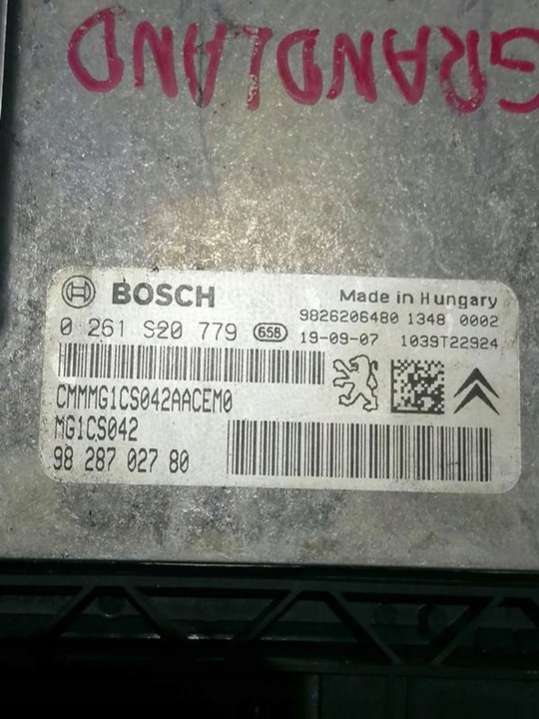 GRANDLAND
BOSCH
Made in Hungary
0 261 S20 779 65B
9826206480 1348 0002
19-09-07 1039T22924
CMMMG1CS042AACEM0
MG1CS042
98 287 027 80